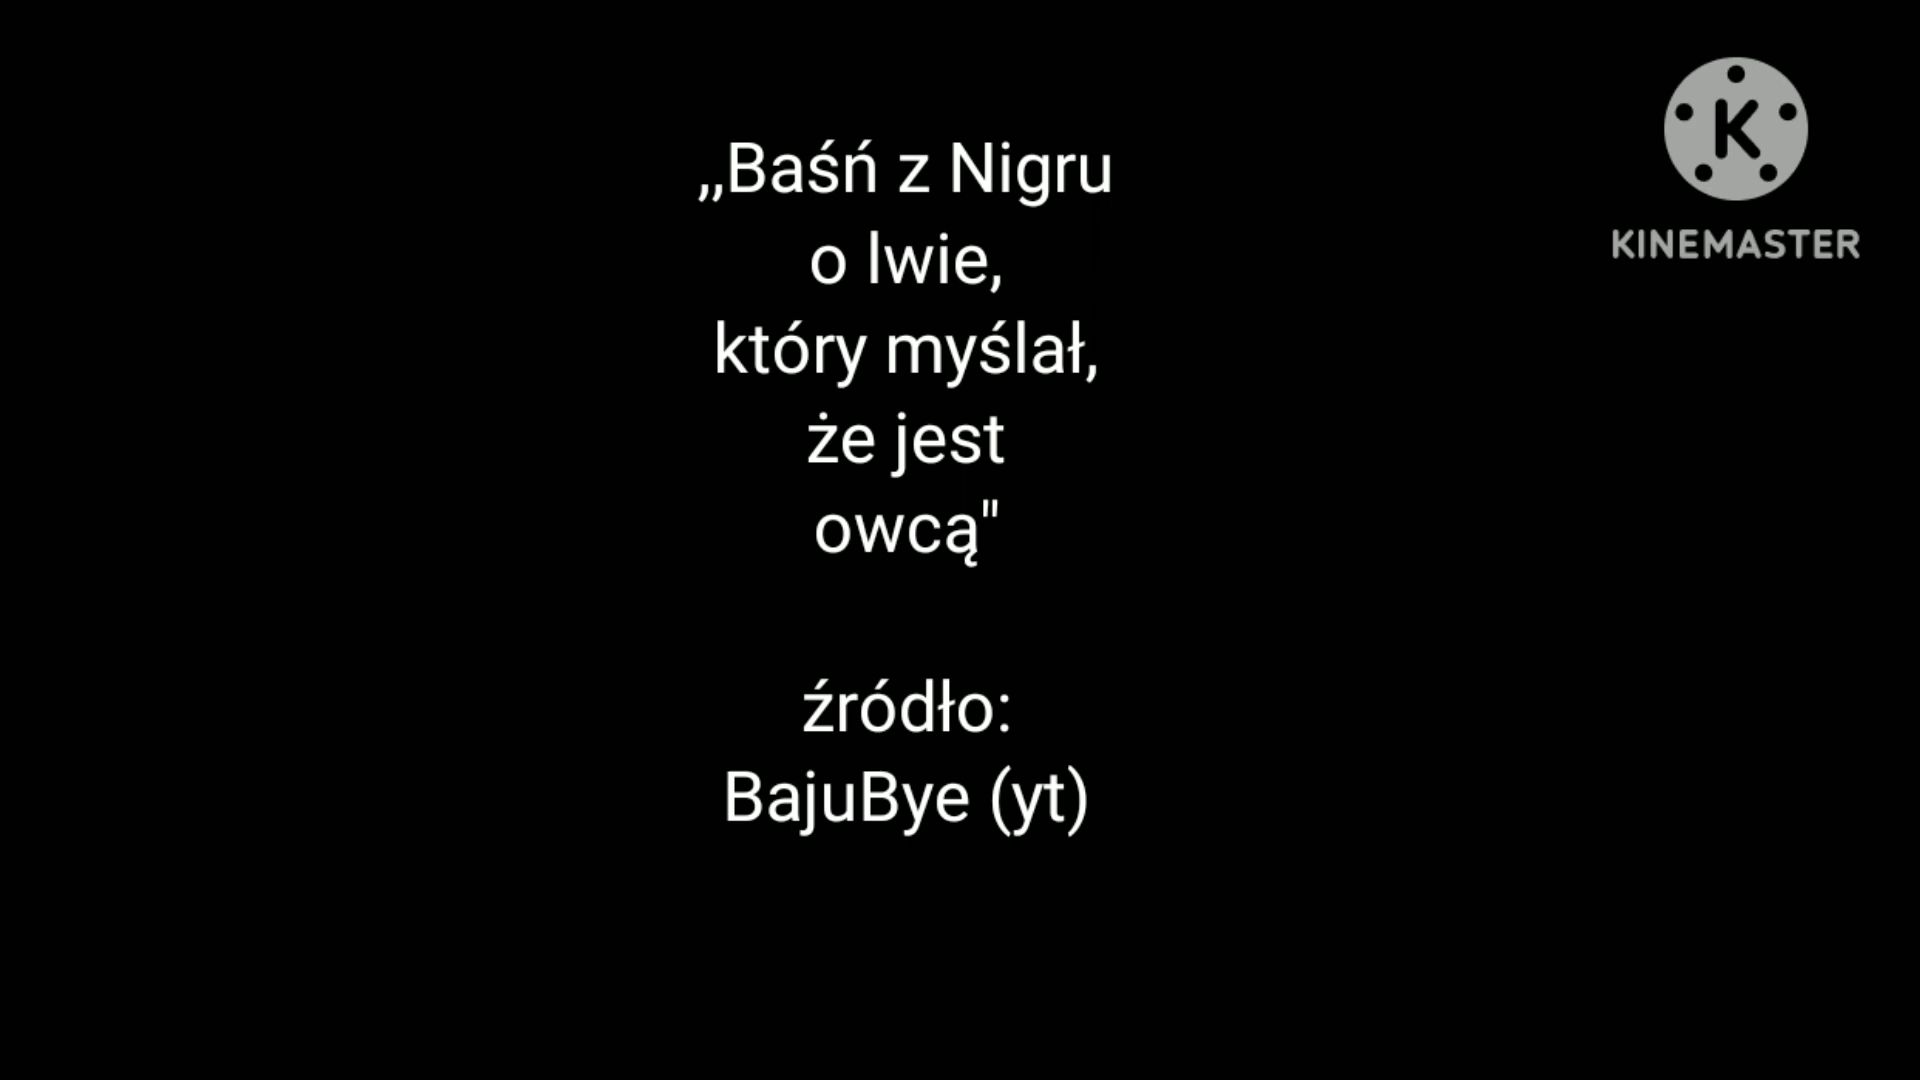 ,,Baśń z Nigru
o lwie,
który myślał,
że jest
owcą"
źródło:
BajuBye (yt)
KINEMASTER